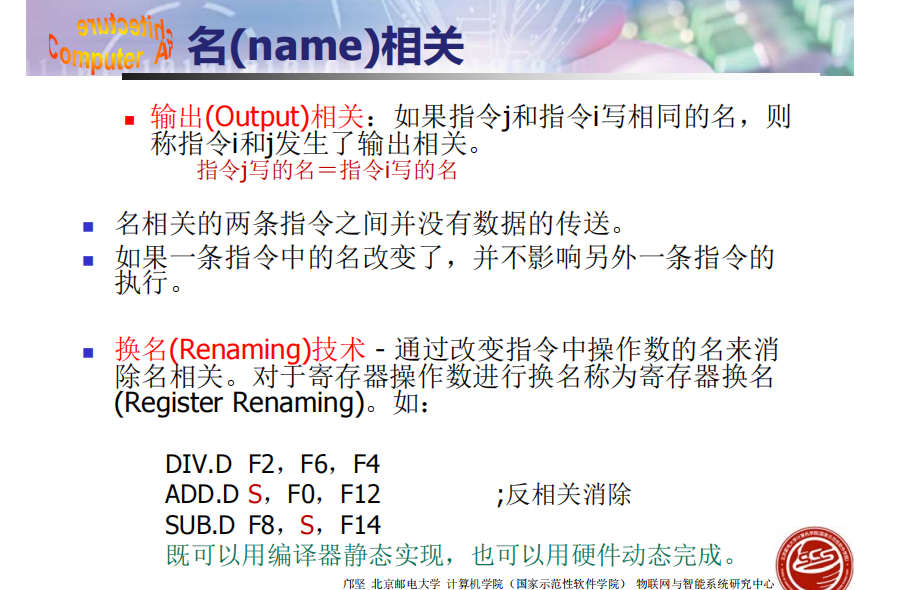 Computer Architecture
名(name)相关
输出(Output)相关：如果指令j和指令i写相同的名，则
称指令i和j发生了输出相关。
指令j写的名＝指令i写的名
名相关的两条指令之间并没有数据的传送。
如果一条指令中的名改变了，并不影响另外一条指令的
执行。
换名(Renaming)技术 - 通过改变指令中操作数的名来消
除名相关。对于寄存器操作数进行换名称为寄存器换名
(Register Renaming)。如：
DIV.D F2，F6，F4
ADD.D S，F0，F12 ;反相关消除
SUB.D F8，S，F14
既可以用编译器静态实现，也可以用硬件动态完成。
邝坚 北京邮电大学 计算机学院（国家示范性软件学院） 物联网与智能系统研究中心